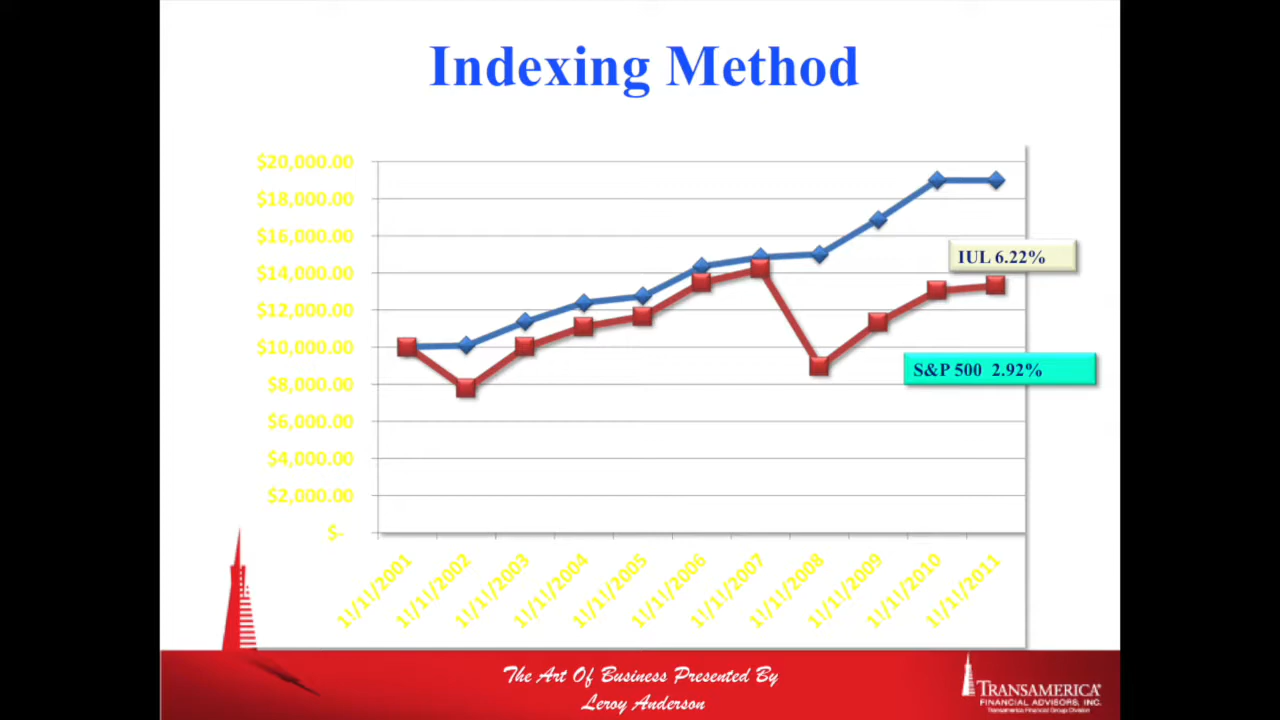 Indexing Method
$20,000.00
$18,000.00
$16,000.00
$14,000.00
$12,000.00
$10,000.00
$8,000.00
$6,000.00
$4,000.00
$2,000.00
$-
IUL 6.22%
S&P 500 2.92%
1\/1\/2001
1\/1\/2002
1\/1\/2003
1\/1\/2004
1\/1\/2005
1\/1\/2006
1\/1\/2007
1\/1\/2008
1\/1\/2009
1\/1\/2010
1\/1\/2011
The Art Of Business Presented By
Leroy Anderson
TRANSAMERICA®
FINANCIAL ADVISORS, INC.
Transamerica Financial Group Division